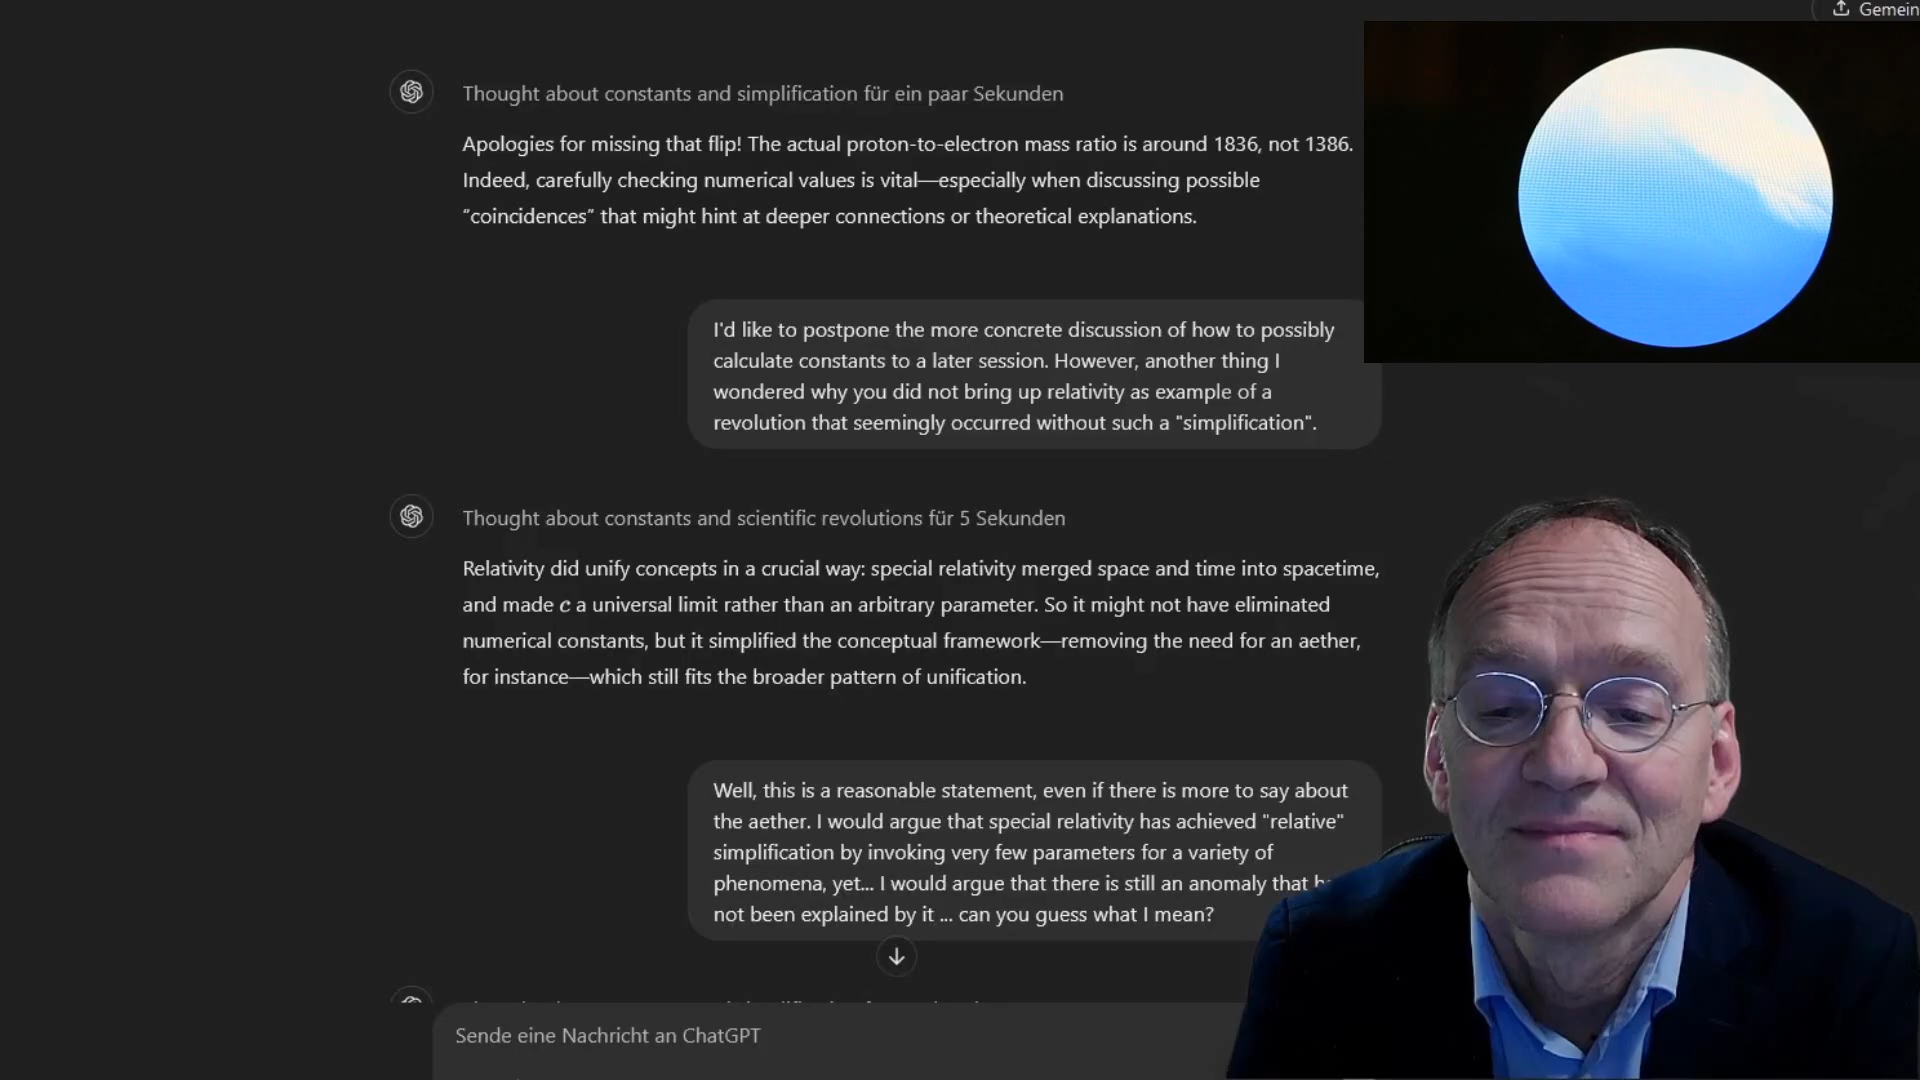 Gemein
Thought about constants and simplification für ein paar Sekunden
Apologies for missing that flip! The actual proton-to-electron mass ratio is around 1836, not 1386.
Indeed, carefully checking numerical values is vital—especially when discussing possible
“coincidences” that might hint at deeper connections or theoretical explanations.
I'd like to postpone the more concrete discussion of how to possibly
calculate constants to a later session. However, another thing I
wondered why you did not bring up relativity as example of a
revolution that seemingly occurred without such a "simplification".
Thought about constants and scientific revolutions für 5 Sekunden
Relativity did unify concepts in a crucial way: special relativity merged space and time into spacetime,
and made c a universal limit rather than an arbitrary parameter. So it might not have eliminated
numerical constants, but it simplified the conceptual framework—removing the need for an aether,
for instance—which still fits the broader pattern of unification.
Well, this is a reasonable statement, even if there is more to say about
the aether. I would argue that special relativity has achieved "relative"
simplification by invoking very few parameters for a variety of
phenomena, yet... I would argue that there is still an anomaly that
not been explained by it ... can you guess what I mean?
Sende eine Nachricht an ChatGPT